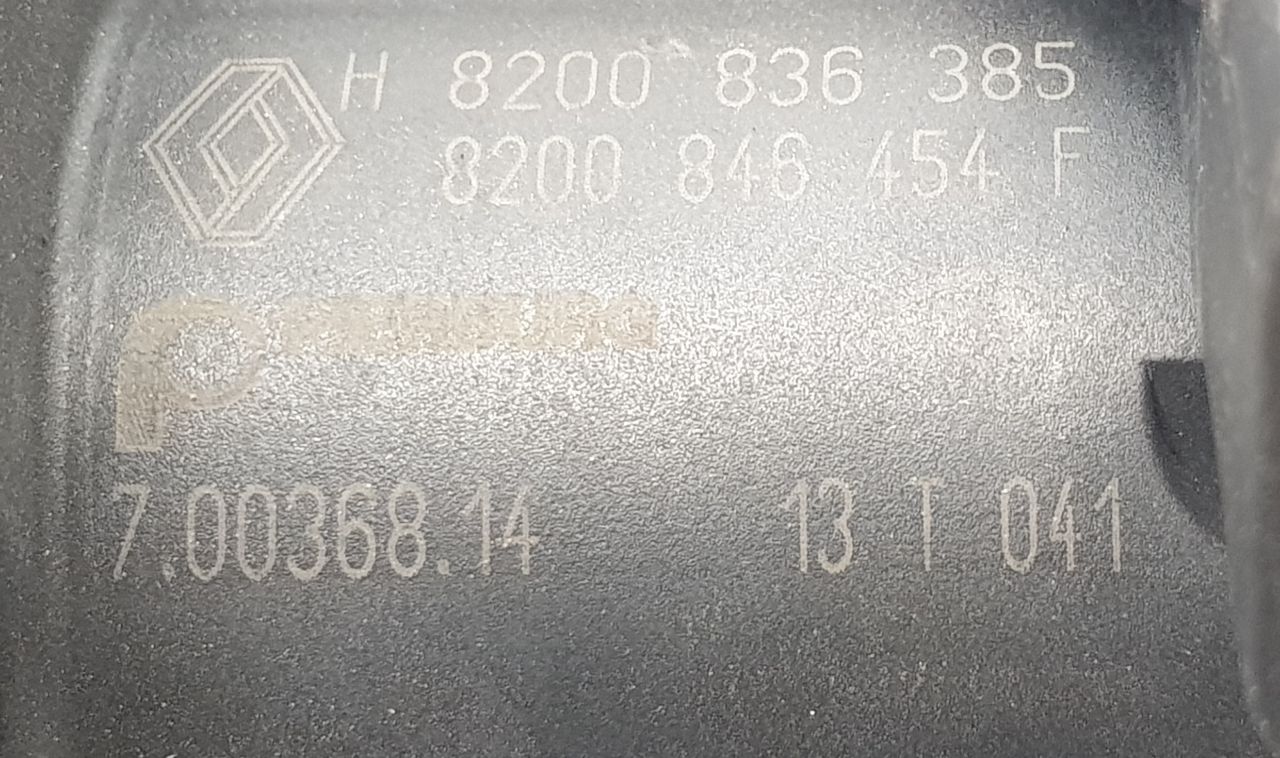 H 8200 836 385
8200 846 454 F
PIERBURG
7.00368.14 13 T 041